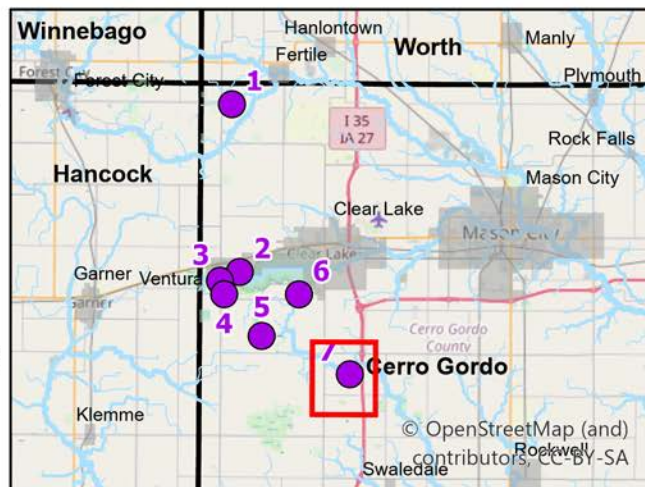 Winnebago
Hanlontown
Worth
Manly
Fertile
Forest City
Forest City
Plymouth
1
I 35
IA 27
Rock Falls
Hancock
Mason City
Clear Lake
Mason City
Clear Lake
Garner
Ventura
3
2
6
Garner
4
5
Cerro Gordo
County
7
Cerro Gordo
Klemme
© OpenStreetMap (and)
contributors, CC-BY-SA
Rockwell
Swaledale